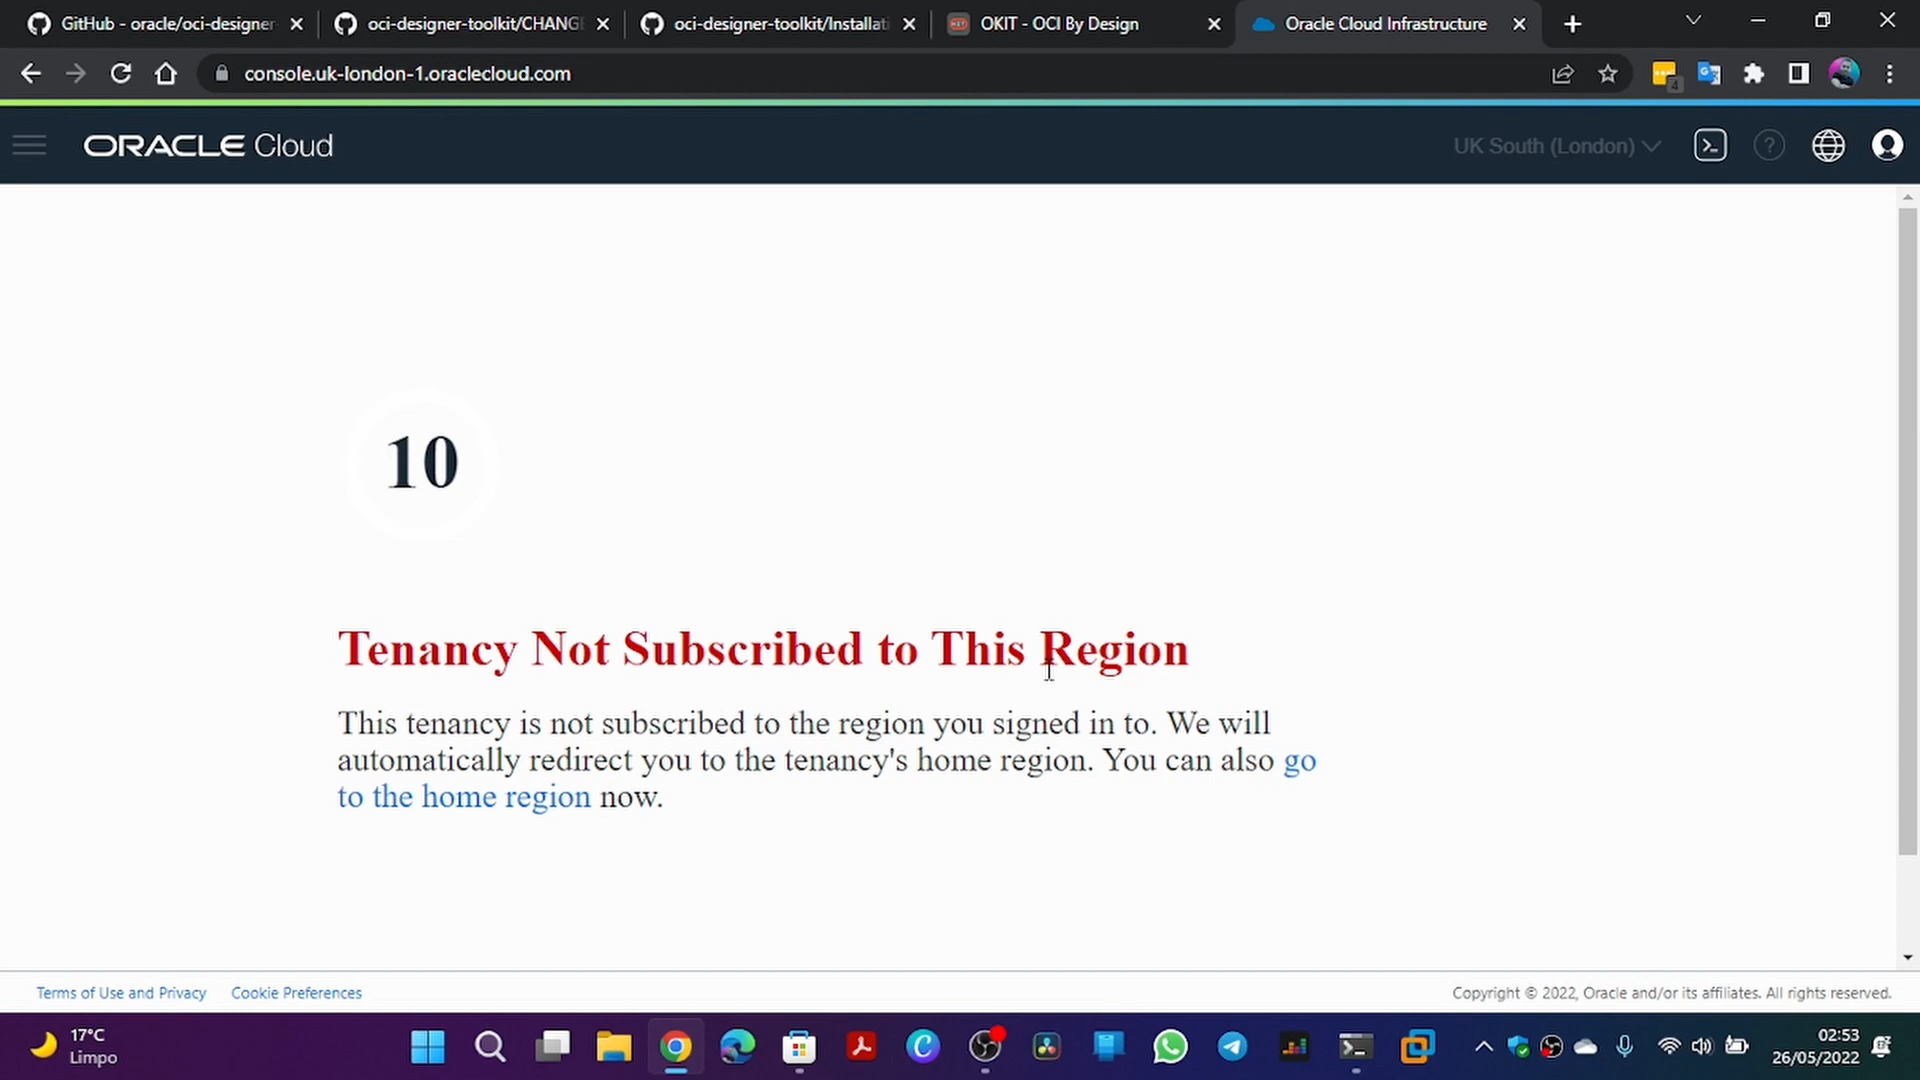 GitHub - oracle/oci-designer-
oci-designer-toolkit/CHANG
oci-designer-toolkit/Installat
OKIT - OCI By Design
Oracle Cloud Infrastructure
console.uk-london-1.oraclecloud.com
4
ORACLE Cloud
UK South (London)
10
Tenancy Not Subscribed to This Region
This tenancy is not subscribed to the region you signed in to. We will
automatically redirect you to the tenancy's home region. You can also go
to the home region now.
Terms of Use and Privacy
Cookie Preferences
Copyright © 2022, Oracle and/or its affiliates. All rights reserved.
17°C
Limpo
02:53
26/05/2022